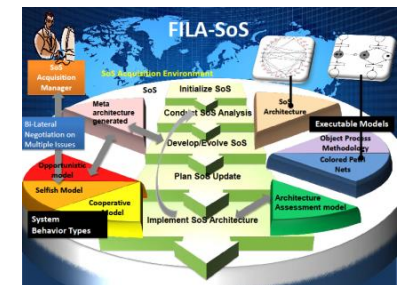 FILA-SoS
SoS
Acquisition
Manager
SoS Acquisition Environment
SoS
Initialize SoS
Meta
architecture
generated
Conduct SoS Analysis
SoS
Architecture
Executable Models
Bi-Lateral
Negotiation on
Multiple Issues
Develop/Evolve SoS
Object Process
Methodology
Colored Petri
Nets
Opportunistic
model
Plan SoS Update
Selfish Model
Cooperative
Model
Architecture
Assessment model
System
Behavior Types
Implement SoS Architecture